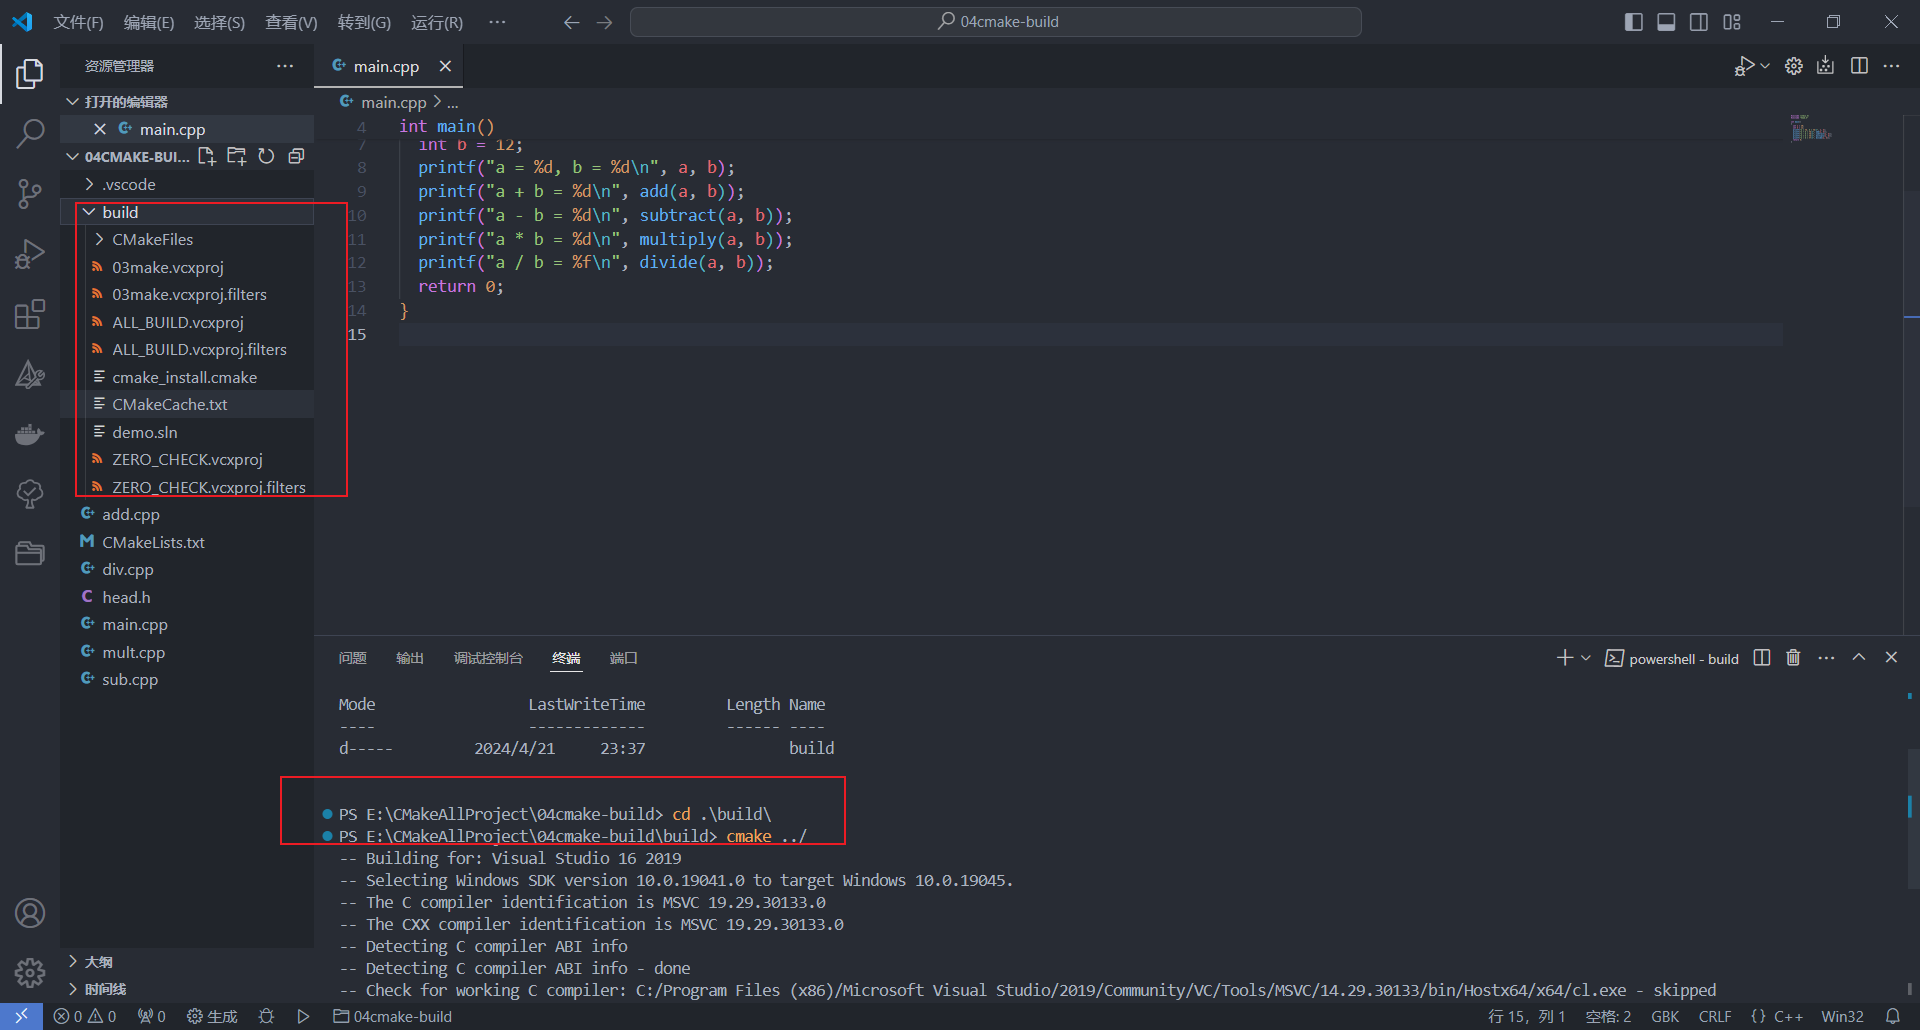 文件(F) 编辑(E) 选择(S) 查看(V) 转到(G) 运行(R) ··· 04cmake-build
资源管理器 ···
打开的编辑器
main.cpp
04CMAKE-BUI...
.vscode
build
CMakeFiles
03make.vcxproj
03make.vcxproj.filters
ALL_BUILD.vcxproj
ALL_BUILD.vcxproj.filters
cmake_install.cmake
CMakeCache.txt
demo.sln
ZERO_CHECK.vcxproj
ZERO_CHECK.vcxproj.filters
add.cpp
CMakeLists.txt
div.cpp
head.h
main.cpp
mult.cpp
sub.cpp
大纲
时间线
main.cpp
main.cpp > ...
4 int main()
7 int b = 12;
8 printf("a = %d, b = %d\n", a, b);
9 printf("a + b = %d\n", add(a, b));
10 printf("a - b = %d\n", subtract(a, b));
11 printf("a * b = %d\n", multiply(a, b));
12 printf("a / b = %f\n", divide(a, b));
13 return 0;
14 }
15
问题 输出 调试控制台 终端 端口 powershell - build
Mode LastWriteTime Length Name
---- ------------- ------ ----
d----- 2024/4/21 23:37 build
PS E:\CMakeAllProject\04cmake-build> cd .\build\
PS E:\CMakeAllProject\04cmake-build\build> cmake ../
-- Building for: Visual Studio 16 2019
-- Selecting Windows SDK version 10.0.19041.0 to target Windows 10.0.19045.
-- The C compiler identification is MSVC 19.29.30133.0
-- The CXX compiler identification is MSVC 19.29.30133.0
-- Detecting C compiler ABI info
-- Detecting C compiler ABI info - done
-- Check for working C compiler: C:/Program Files (x86)/Microsoft Visual Studio/2019/Community/VC/Tools/MSVC/14.29.30133/bin/Hostx64/x64/cl.exe - skipped
0 0 0 生成 04cmake-build 行 15，列 1 空格: 2 GBK CRLF {} C++ Win32